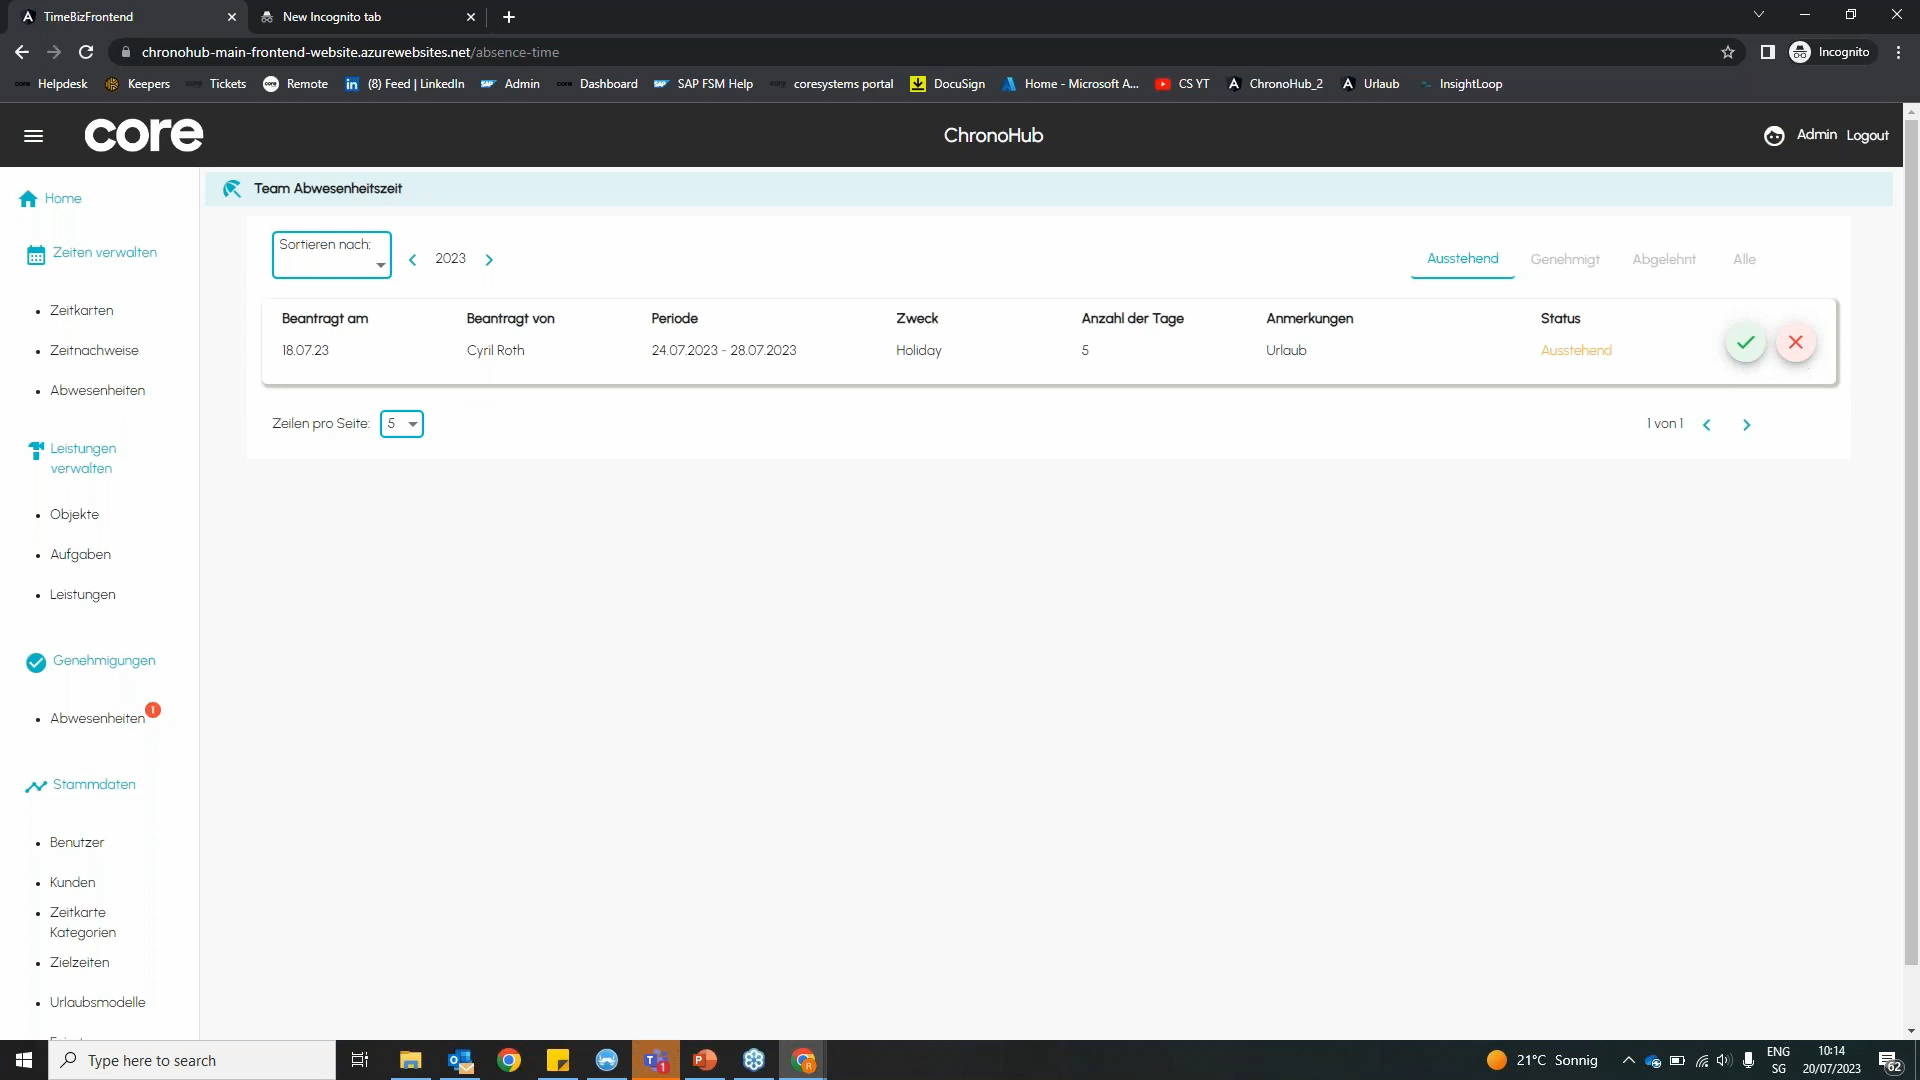 TimeBizFrontend
New Incognito tab
chronohub-main-frontend-website.azurewebsites.net/absence-time
Incognito
core Helpdesk Keepers Tickets core Remote in (8) Feed | LinkedIn SAP Admin core Dashboard SAP SAP FSM Help coresystems portal DocuSign Home - Microsoft A... CS YT ChronoHub_2 Urlaub InsightLoop
core
ChronoHub
Admin Logout
Home
Zeiten verwalten
Zeitkarten
Zeitnachweise
Abwesenheiten
Leistungen
verwalten
Objekte
Aufgaben
Leistungen
Genehmigungen
Abwesenheiten 1
Stammdaten
Benutzer
Kunden
Zeitkarte
Kategorien
Zielzeiten
Urlaubsmodelle
Team Abwesenheitszeit
Sortieren nach:
2023
Ausstehend Genehmigt Abgelehnt Alle
Beantragt am Beantragt von Periode Zweck Anzahl der Tage Anmerkungen Status
18.07.23 Cyril Roth 24.07.2023 - 28.07.2023 Holiday 5 Urlaub Ausstehend
Zeilen pro Seite: 5
1 von 1
Type here to search
21°C Sonnig
ENG
SG
10:14
20/07/2023
62